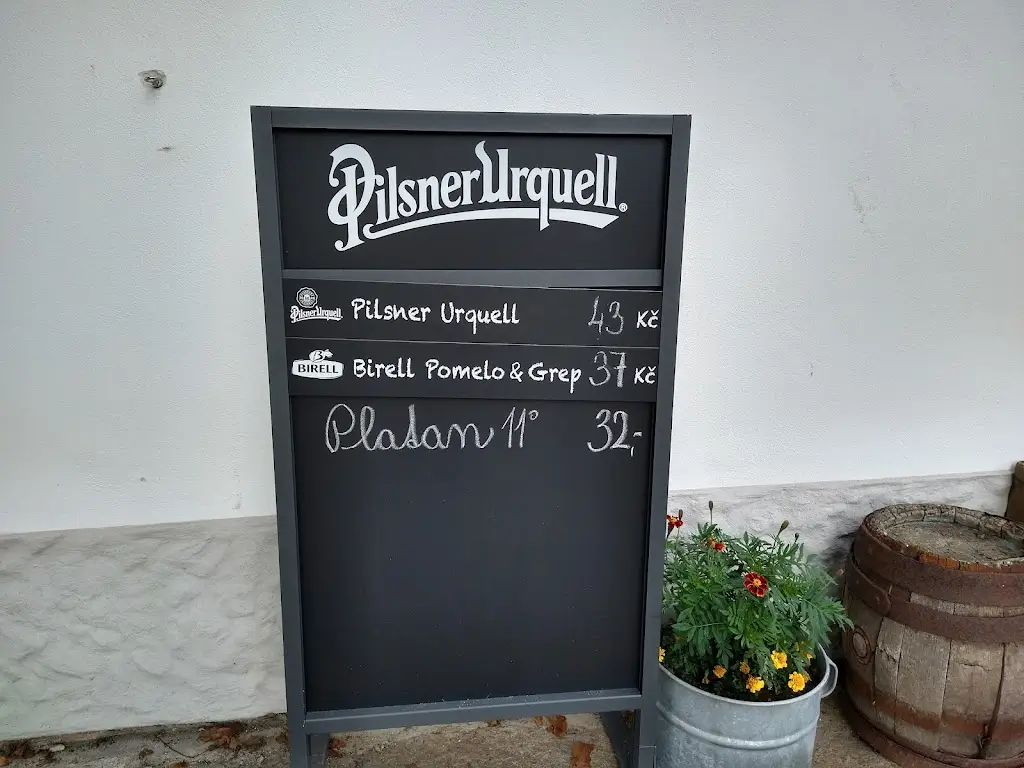 Pilsner Urquell®
Pilsner Urquell Pilsner Urquell 43 Kč
BIRELL Birell Pomelo & Grep 37 Kč
Platan 11° 32,-